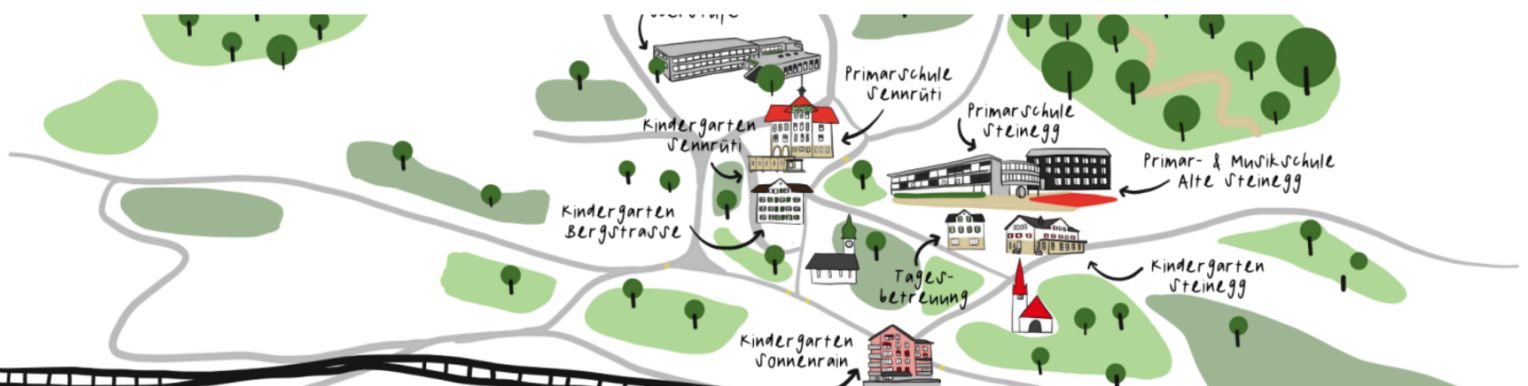 Primarschule
Sennrüti
Kindergarten
Sennrüti
Primarschule
Steinegg
Primar- & Musikschule
Alte Steinegg
Kindergarten
Bergstrasse
Tages-
betreuung
Kindergarten
Steinegg
Kindergarten
Sonnenrain